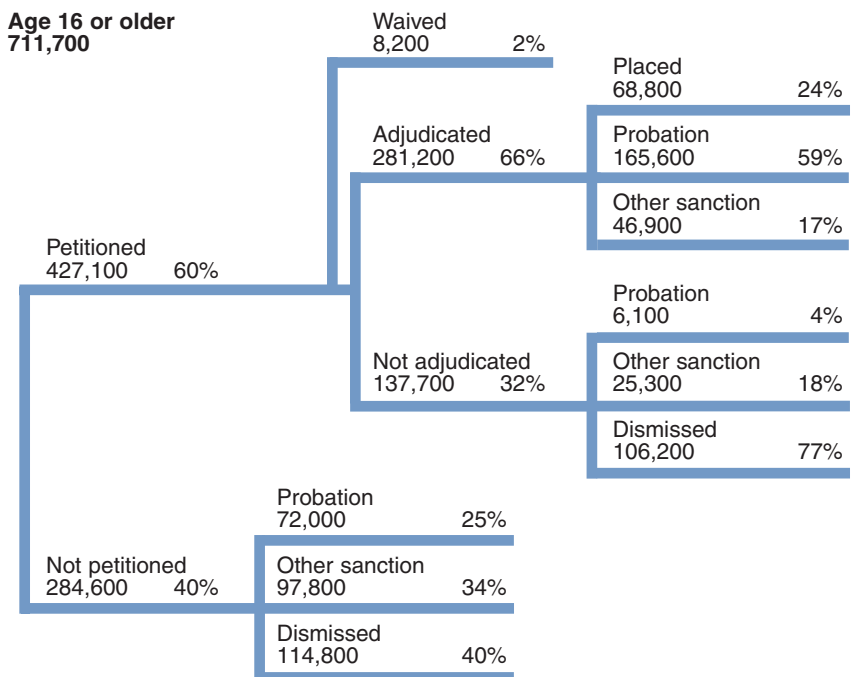 Age 16 or older
711,700
Waived
8,200 2%
Placed
68,800 24%
Adjudicated
281,200 66%
Probation
165,600 59%
Other sanction
46,900 17%
Petitioned
427,100 60%
Probation
6,100 4%
Not adjudicated
137,700 32%
Other sanction
25,300 18%
Dismissed
106,200 77%
Probation
72,000 25%
Not petitioned
284,600 40%
Other sanction
97,800 34%
Dismissed
114,800 40%